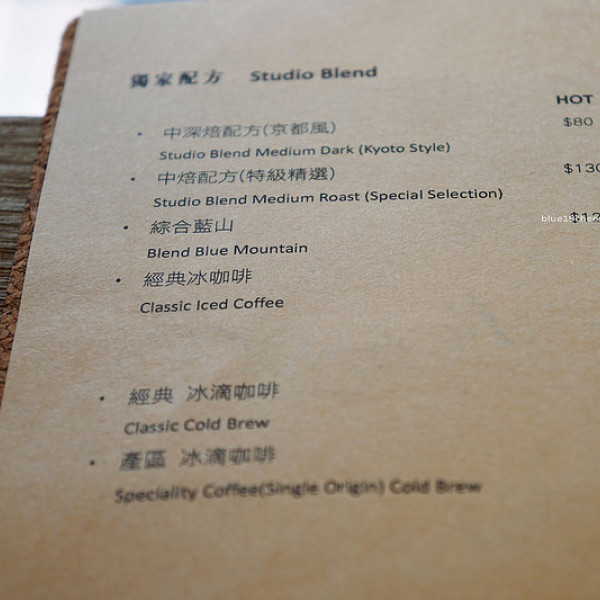 獨家配方 Studio Blend
HOT
中深焙配方(京都風) $80
Studio Blend Medium Dark (Kyoto Style)
中焙配方(特級精選) $130
Studio Blend Medium Roast (Special Selection)
綜合藍山
Blend Blue Mountain
經典冰咖啡
Classic Iced Coffee
經典 冰滴咖啡
Classic Cold Brew
產區 冰滴咖啡
Speciality Coffee(Single Origin) Cold Brew